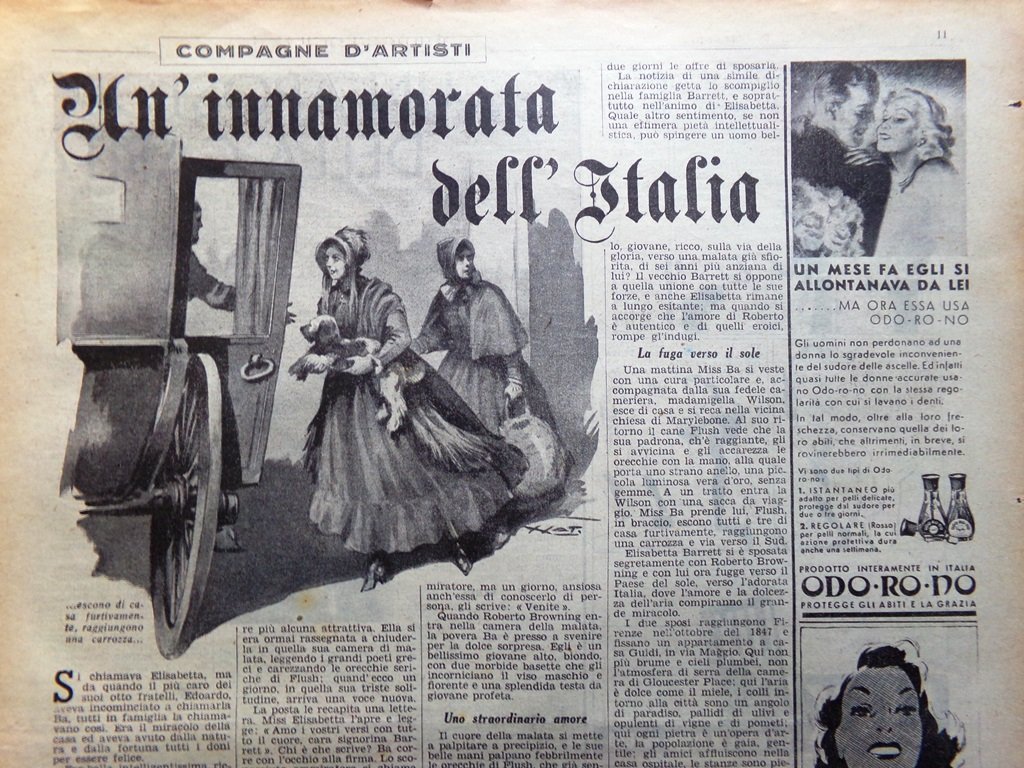 11
COMPAGNE D'ARTISTI
Un' innamorata
dell' Italia
...escono di ca-
sa furtivamen-
te, raggiungono
una carrozza...
Si chiamava Elisabetta, ma
da quando il più caro dei
suoi otto fratelli, Edoardo,
aveva incominciato a chiamarla
Ba, tutti in famiglia la chiama-
vano così. Era il miracolo della
casa ed aveva avuto dalla natu-
ra e dalla fortuna tutti i doni
per essere felice.
re più alcuna attrattiva. Ella si
era ormai rassegnata a chiuder-
la in quella sua camera di ma-
lata, leggendo i grandi poeti gre-
ci e carezzando le orecchie seri-
che di Flush; quand'ecco un
giorno, in quella sua triste soli-
tudine, arriva una voce nuova.
La posta le recapita una lette-
ra. Miss Elisabetta l'apre e leg-
ge: « Amo i vostri versi con tut-
to il cuore, cara signorina Bar-
rett ». Chi è che scrive? Ba cor-
re con l'occhio alla firma. Lo sco-
miratore, ma un giorno, ansiosa
anch'essa di conoscerlo di per-
sona, gli scrive: « Venite ».
Quando Roberto Browning en-
tra nella camera della malata,
la povera Ba è presso a svenire
per la dolce sorpresa. Egli è un
bellissimo giovane alto, biondo,
con due morbide basette che gli
incorniciano il viso maschio e
fiorente e una splendida testa da
giovane profeta.
Uno straordinario amore
Il cuore della malata si mette
a palpitare a precipizio, e le sue
belle mani palpano febbrilmente
le orecchie di Flush, che già sen-
due giorni le offre di sposarla.
La notizia di una simile di-
chiarazione getta lo scompiglio
nella famiglia Barrett, e soprat-
tutto nell'animo di Elisabetta.
Quale altro sentimento, se non
una effimera pietà intellettuali-
stica, può spingere un uomo bel-
lo, giovane, ricco, sulla via della
gloria, verso una malata già sfio-
rita, di sei anni più anziana di
lui? Il vecchio Barrett si oppone
a quella unione con tutte le sue
forze, e anche Elisabetta rimane
a lungo esitante; ma quando si
accorge che l'amore di Roberto
è autentico e di quelli eroici,
rompe gl'indugi.
La fuga verso il sole
Una mattina Miss Ba si veste
con una cura particolare e, ac-
compagnata dalla sua fedele ca-
meriera, madamigella Wilson,
esce di casa e si reca nella vicina
chiesa di Marylebone. Al suo ri-
torno il cane Flush vede che la
sua padrona, ch'è raggiante, gli
si avvicina e gli accarezza le
orecchie con la mano, alla quale
porta uno strano anello, una pic-
cola luminosa vera d'oro, senza
gemme. A un tratto entra la
Wilson con una sacca da viag-
gio, Miss Ba prende lui, Flush,
in braccio, escono tutti e tre di
casa furtivamente, raggiungono
una carrozza e via verso il Sud.
Elisabetta Barrett si è sposata
segretamente con Roberto Brow-
ning e con lui ora fugge verso il
Paese del sole, verso l'adorata
Italia, dove l'amore e la dolcez-
za dell'aria compiranno il gran-
de miracolo.
I due sposi raggiungono Fi-
renze nell'ottobre del 1847 e
fissano un appartamento a ca-
sa Guidi, in via Maggio. Qui non
più brume e cieli plumbei, non
l'atmosfera di serra della came-
ra di Gloucester Place; qui l'aria
è dolce come il miele, i colli in-
torno alla città sono un angolo
di paradiso, pallidi di ulivi e
opulenti di vigne e di pometi,
qui ogni pietra è un'opera d'ar-
te, la popolazione è gaia, gen-
tile; gli amici affluiscono nella
casa ospitale, le stanze sono pie-
UN MESE FA EGLI SI
ALLONTANAVA DA LEI
.......MA ORA ESSA USA
ODO-RO-NO
Gli uomini non perdonano ad una
donna lo sgradevole inconvenien-
te del sudore delle ascelle. Ed infatti
quasi tutte le donne accurate usa-
no Odo-ro-no con la stessa rego-
larità con cui si lavano i denti.
In tal modo, oltre alla loro fre-
schezza, conservano quella dei lo-
ro abiti, che altrimenti, in breve, si
rovinerebbero irrimediabilmente.
Vi sono due tipi di Odo-
ro-no:
1. ISTANTANEO più
adatto per pelli delicate,
protegge dal sudore per
due o tre giorni.
2. REGOLARE (Rosso)
per pelli normali, la cui
azione protettiva dura
anche una settimana.
PRODOTTO INTERAMENTE IN ITALIA
ODO·RO·NO
PROTEGGE GLI ABITI E LA GRAZIA